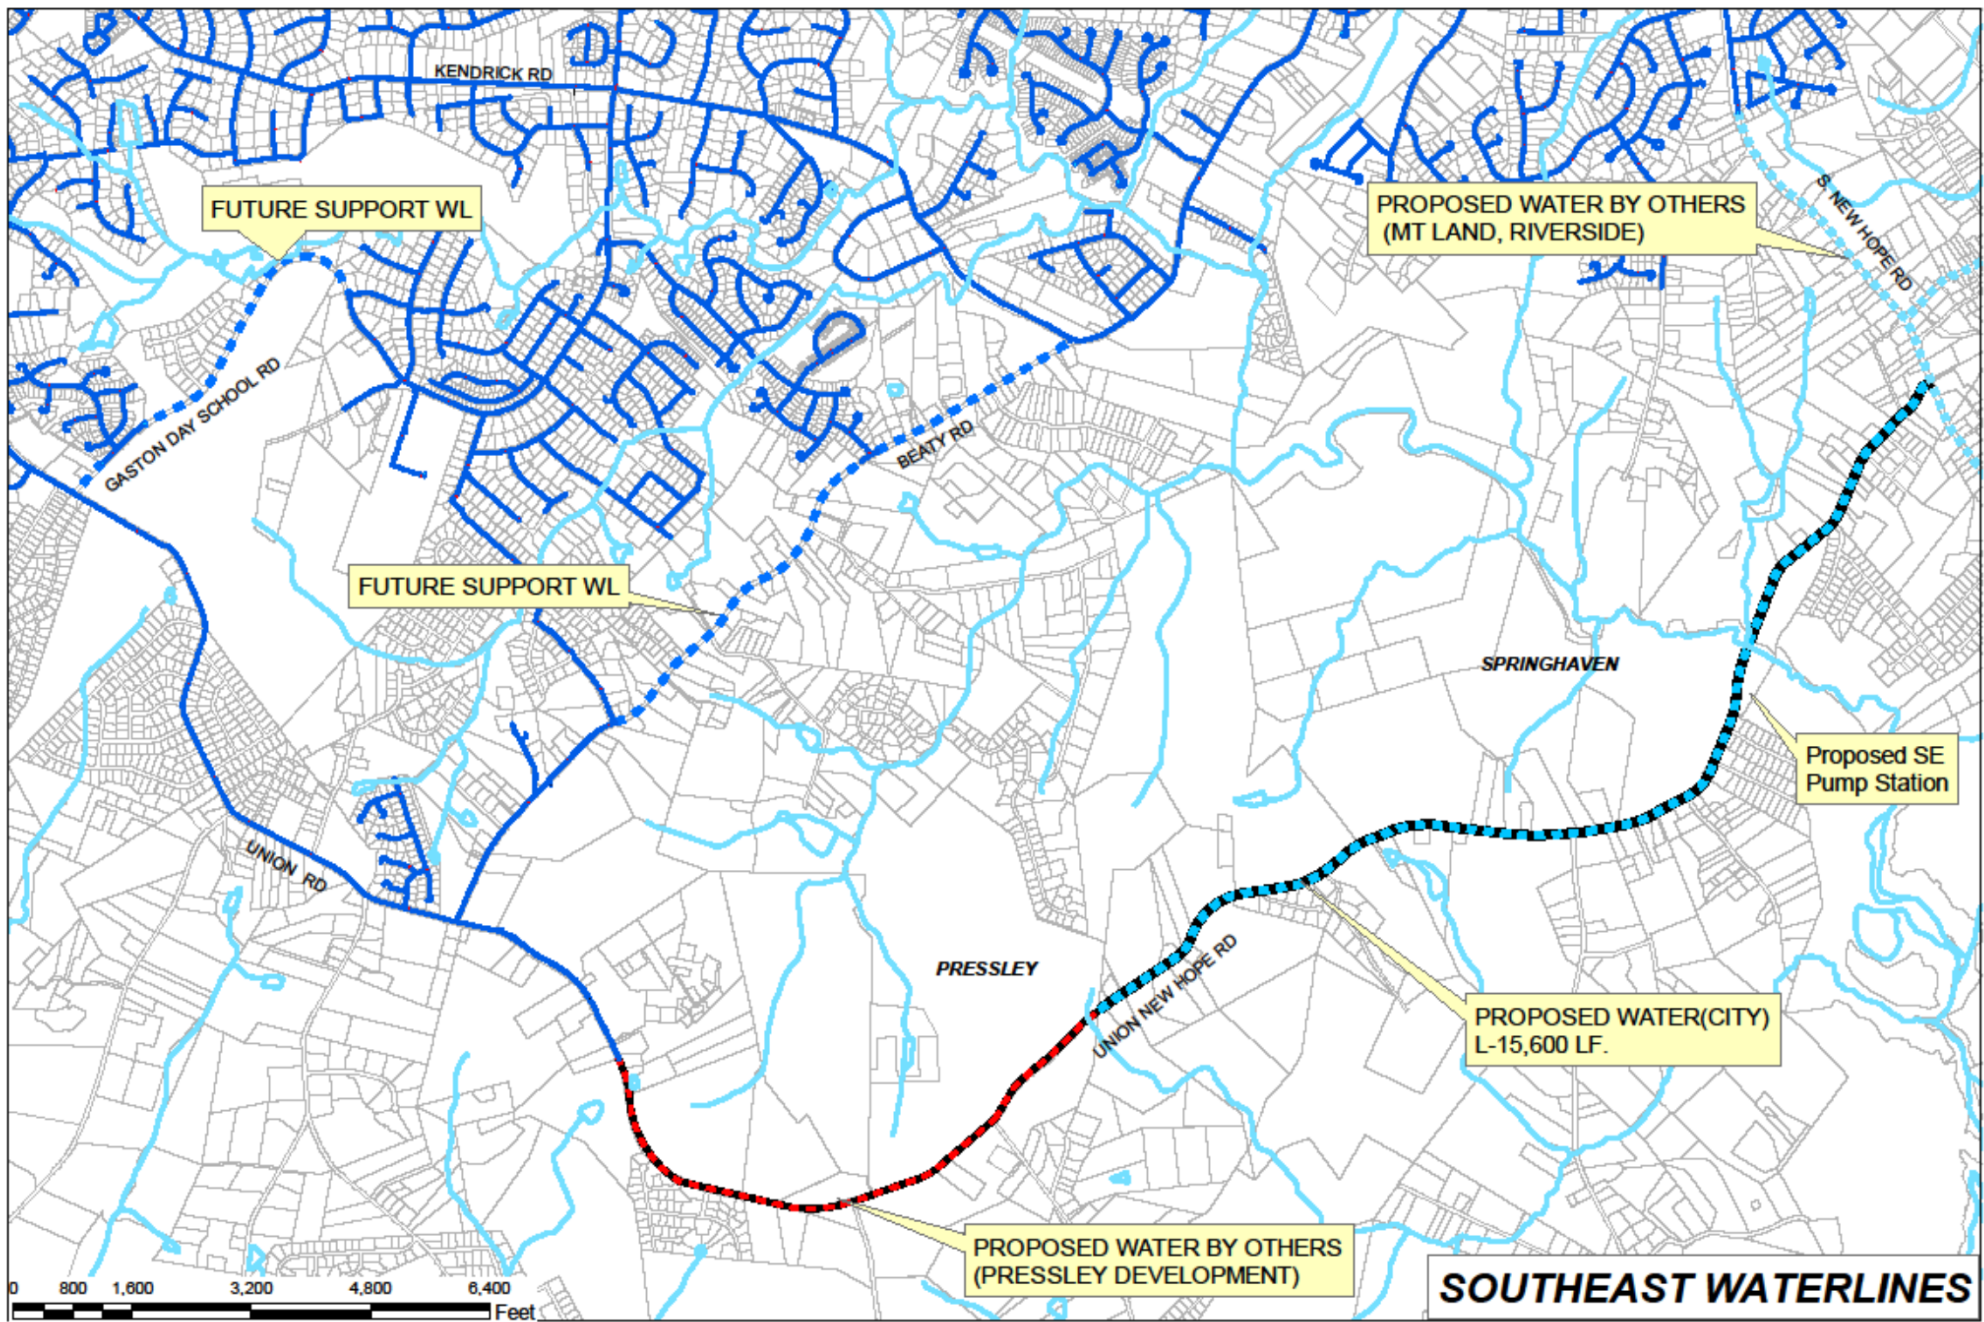 KENDRICK RD
FUTURE SUPPORT WL
PROPOSED WATER BY OTHERS
(MT LAND, RIVERSIDE)
S. NEW HOPE RD
GASTON DAY SCHOOL RD
BEATY RD
FUTURE SUPPORT WL
SPRINGHAVEN
Proposed SE
Pump Station
UNION RD
PRESSLEY
UNION NEW HOPE RD
PROPOSED WATER(CITY)
L-15,600 LF.
PROPOSED WATER BY OTHERS
(PRESSLEY DEVELOPMENT)
0 800 1,600 3,200 4,800 6,400
Feet
SOUTHEAST WATERLINES